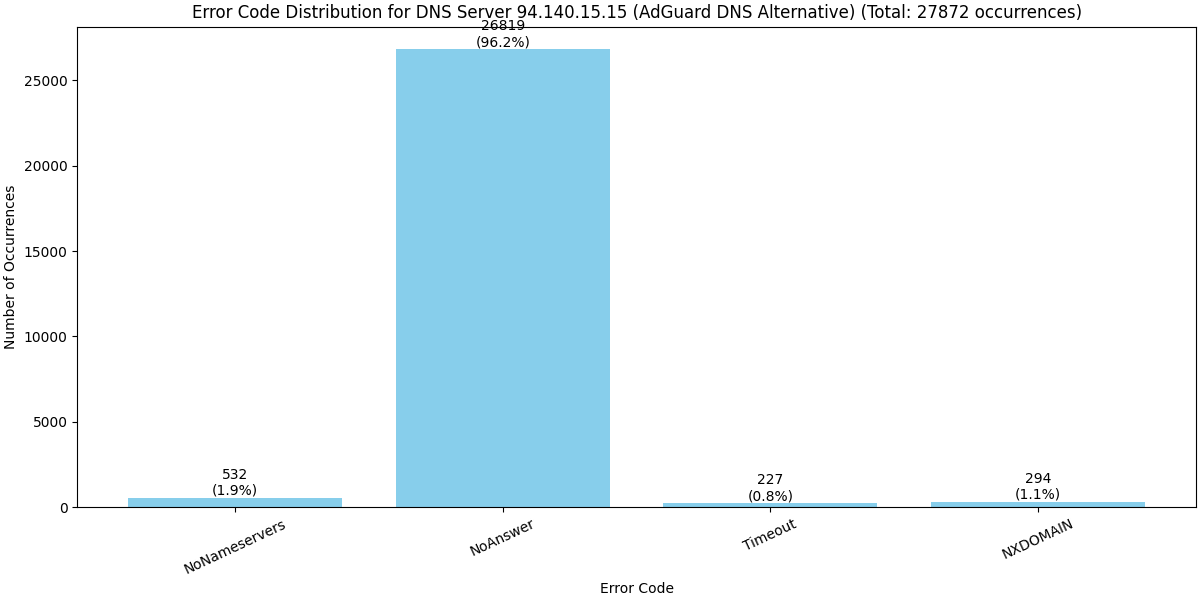 Error Code Distribution for DNS Server 94.140.15.15 (AdGuard DNS Alternative) (Total: 27872 occurrences)
Number of Occurrences
25000
20000
15000
10000
5000
0
532
(1.9%)
26819
(96.2%)
227
(0.8%)
294
(1.1%)
NoNameservers
NoAnswer
Timeout
NXDOMAIN
Error Code